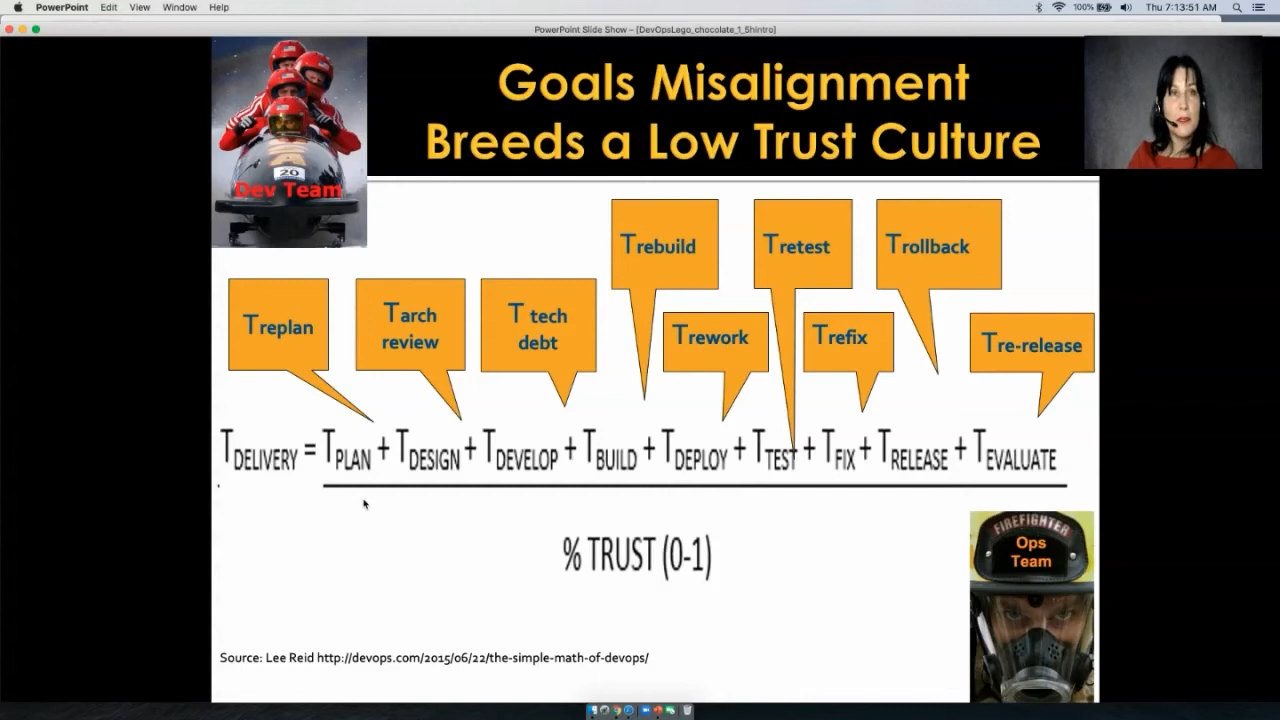 PowerPoint Edit View Window Help 100% Thu 7:13:51 AM
PowerPoint Slide Show – [DevOpsLago_chocolate_1_5hIntro]
Goals Misalignment
Breeds a Low Trust Culture
20
Dev Team
Trebuild
Tretest
Trollback
Treplan
Tarch
review
T tech
debt
Trework
Trefix
Tre-release
TDELIVERY = TPLAN + TDESIGN + TDEVELOP + TBUILD + TDEPLOY + TTEST + TFIX + TRELEASE + TEVALUATE
% TRUST (0-1)
FIREFIGHTER
Ops
Team
Source: Lee Reid http://devops.com/2015/06/22/the-simple-math-of-devops/